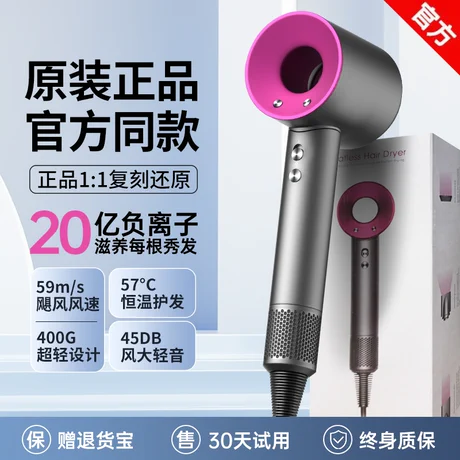 官方
原装正品
官方同款
正品1:1复刻还原
20亿负离子
滋养每根秀发
59m/s
飓风风速
57°C
恒温护发
400G
超轻设计
45DB
风大轻音
Hair Dryer
保 赠退货宝
售 30天试用
质 终身质保